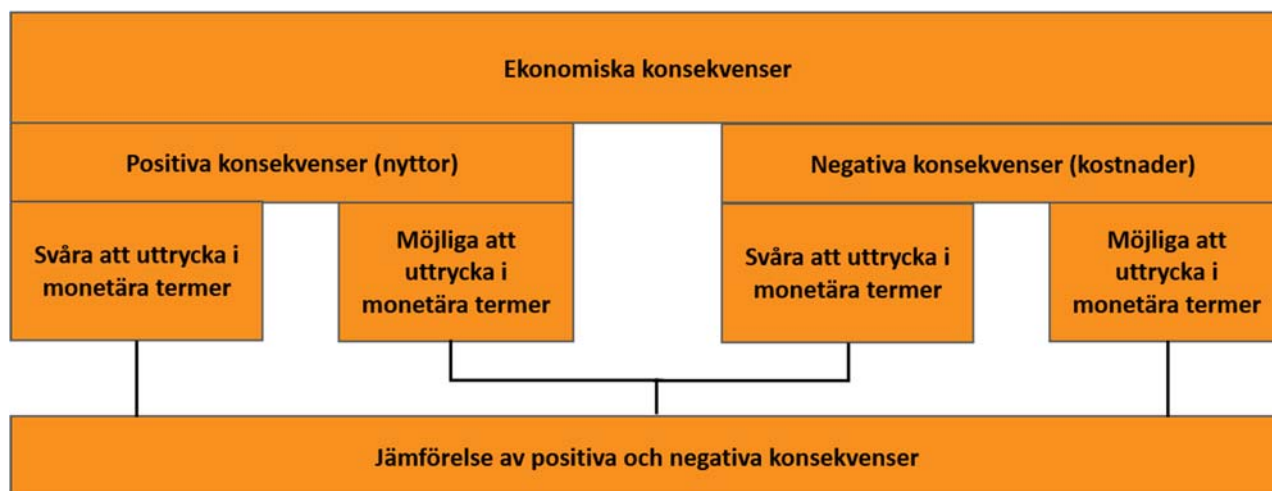 Ekonomiska konsekvenser
Positiva konsekvenser (nyttor)
Negativa konsekvenser (kostnader)
Svåra att uttrycka i
monetära termer
Möjliga att
uttrycka i
monetära termer
Svåra att uttrycka i
monetära termer
Möjliga att
uttrycka i
monetära termer
Jämförelse av positiva och negativa konsekvenser